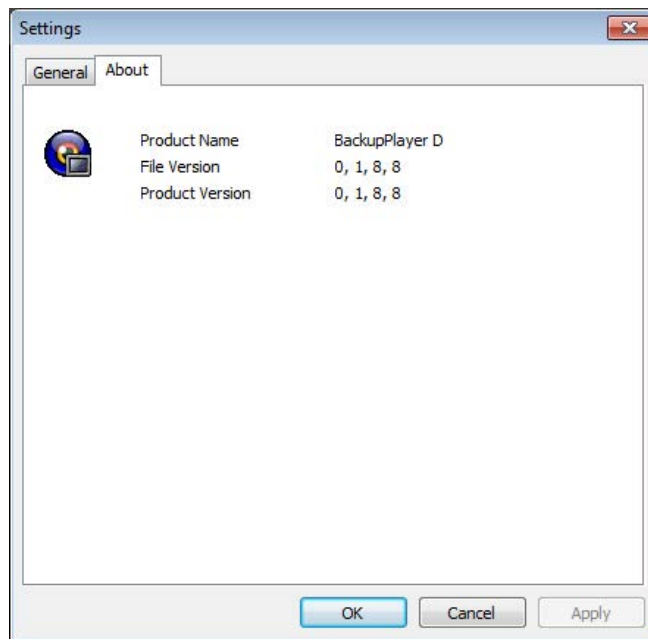 Settings
General About
Product Name BackupPlayer D
File Version 0, 1, 8, 8
Product Version 0, 1, 8, 8
OK Cancel Apply